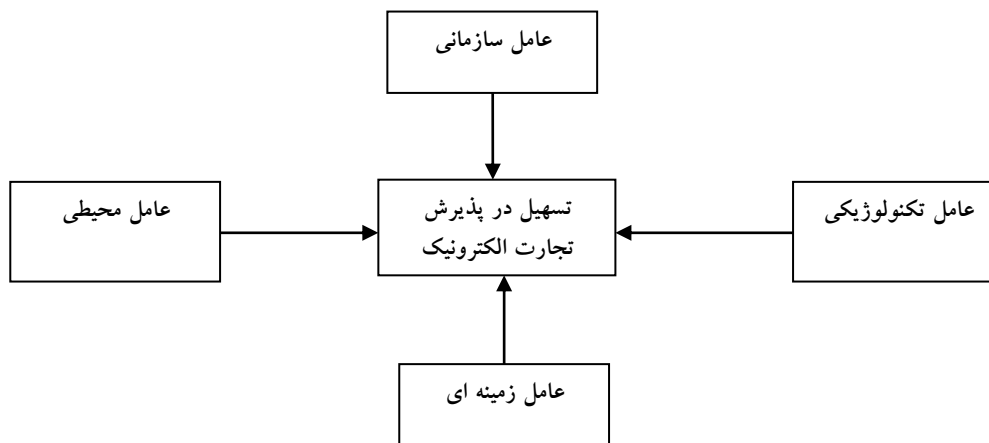 عامل سازمانی
عامل تکنولوژیکی
تسهیل در پذیرش
تجارت الکترونیک
عامل محیطی
عامل زمینه ای